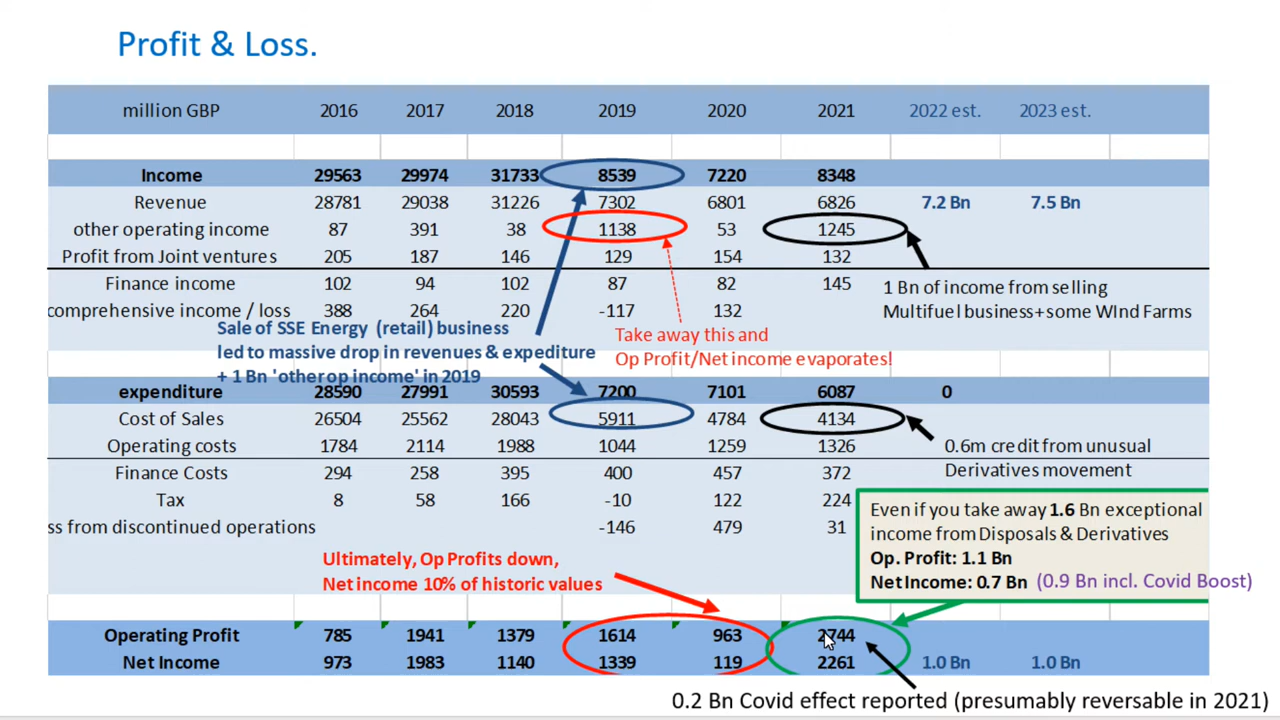 Profit & Loss.
million GBP 2016 2017 2018 2019 2020 2021 2022 est. 2023 est.
Income 29563 29974 31733 8539 7220 8348
Revenue 28781 29038 31226 7302 6801 6826 7.2 Bn 7.5 Bn
other operating income 87 391 38 1138 53 1245
Profit from Joint ventures 205 187 146 129 154 132
Finance income 102 94 102 87 82 145
comprehensive income / loss 388 264 220 -117 132
1 Bn of income from selling
Multifuel business+some WInd Farms
Sale of SSE Energy (retail) business
led to massive drop in revenues & expediture
+ 1 Bn 'other op income' in 2019
Take away this and
Op Profit/Net income evaporates!
expenditure 28590 27991 30593 7200 7101 6087 0
Cost of Sales 26504 25562 28043 5911 4784 4134
Operating costs 1784 2114 1988 1044 1259 1326
Finance Costs 294 258 395 400 457 372
Tax 8 58 166 -10 122 224
ss from discontinued operations -146 479 31
0.6m credit from unusual
Derivatives movement
Even if you take away 1.6 Bn exceptional
income from Disposals & Derivatives
Op. Profit: 1.1 Bn
Net Income: 0.7 Bn (0.9 Bn incl. Covid Boost)
Ultimately, Op Profits down,
Net income 10% of historic values
Operating Profit 785 1941 1379 1614 963 2744
Net Income 973 1983 1140 1339 119 2261 1.0 Bn 1.0 Bn
0.2 Bn Covid effect reported (presumably reversable in 2021)